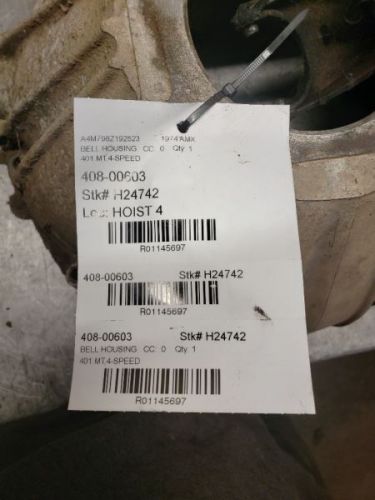 A4M796Z192523 1974 AMX
BELL HOUSING CC: 0 Qty: 1
401.MT.4-SPEED
408-00603
Stk# H24742
Loc: HOIST 4
R01145697
408-00603 Stk# H24742
R01145697
408-00603 Stk# H24742
BELL HOUSING CC: 0 Qty: 1
401.MT.4-SPEED
R01145697